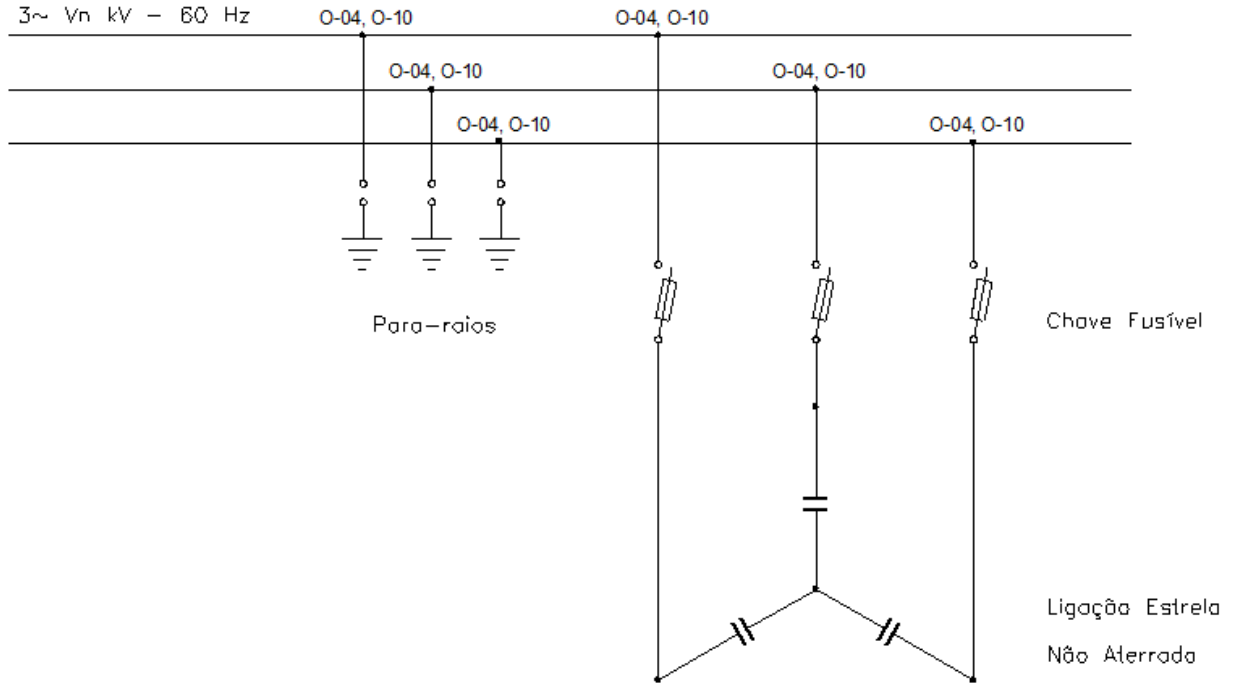 3~ Vn kV - 60 Hz
O-04, O-10
O-04, O-10
O-04, O-10
O-04, O-10
O-04, O-10
O-04, O-10
Para-raios
Chave Fusível
Ligação Estrela
Não Aterrada